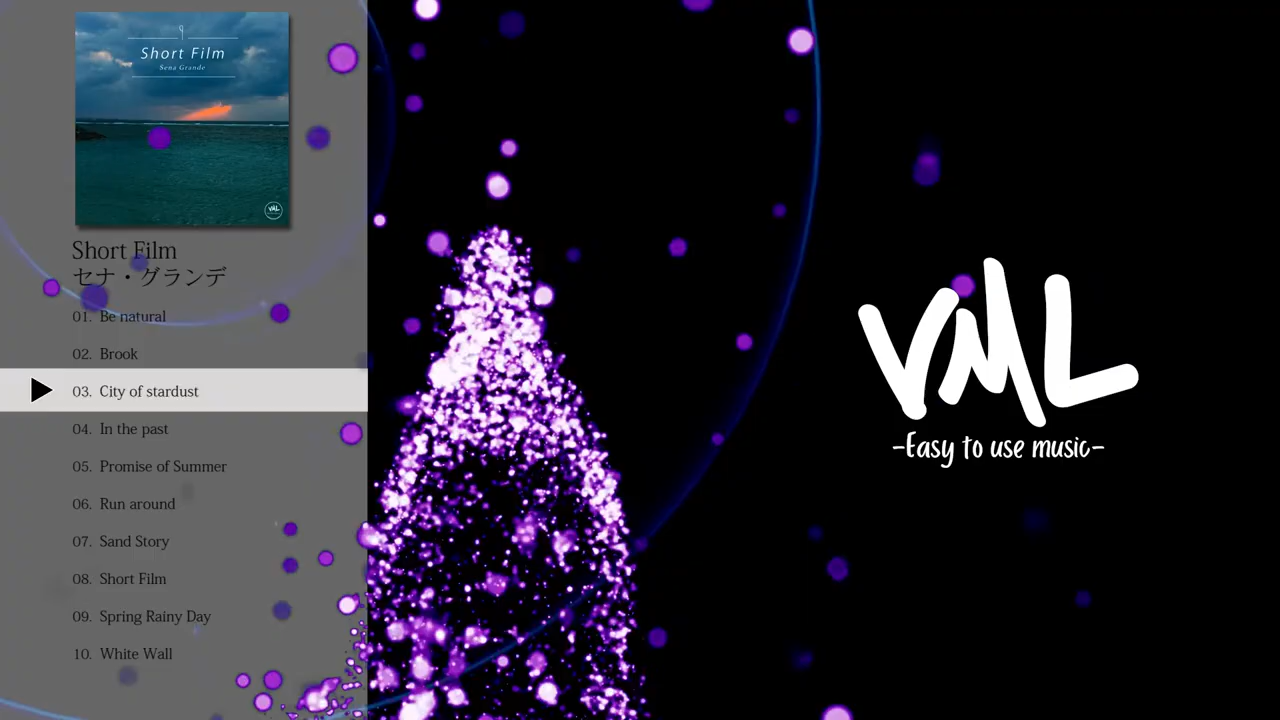 Short Film
Sena Grande
VML
Short Film
セナ・グランデ
01. Be natural
02. Brook
03. City of stardust
04. In the past
05. Promise of Summer
06. Run around
07. Sand Story
08. Short Film
09. Spring Rainy Day
10. White Wall
VML
-Easy to use music-